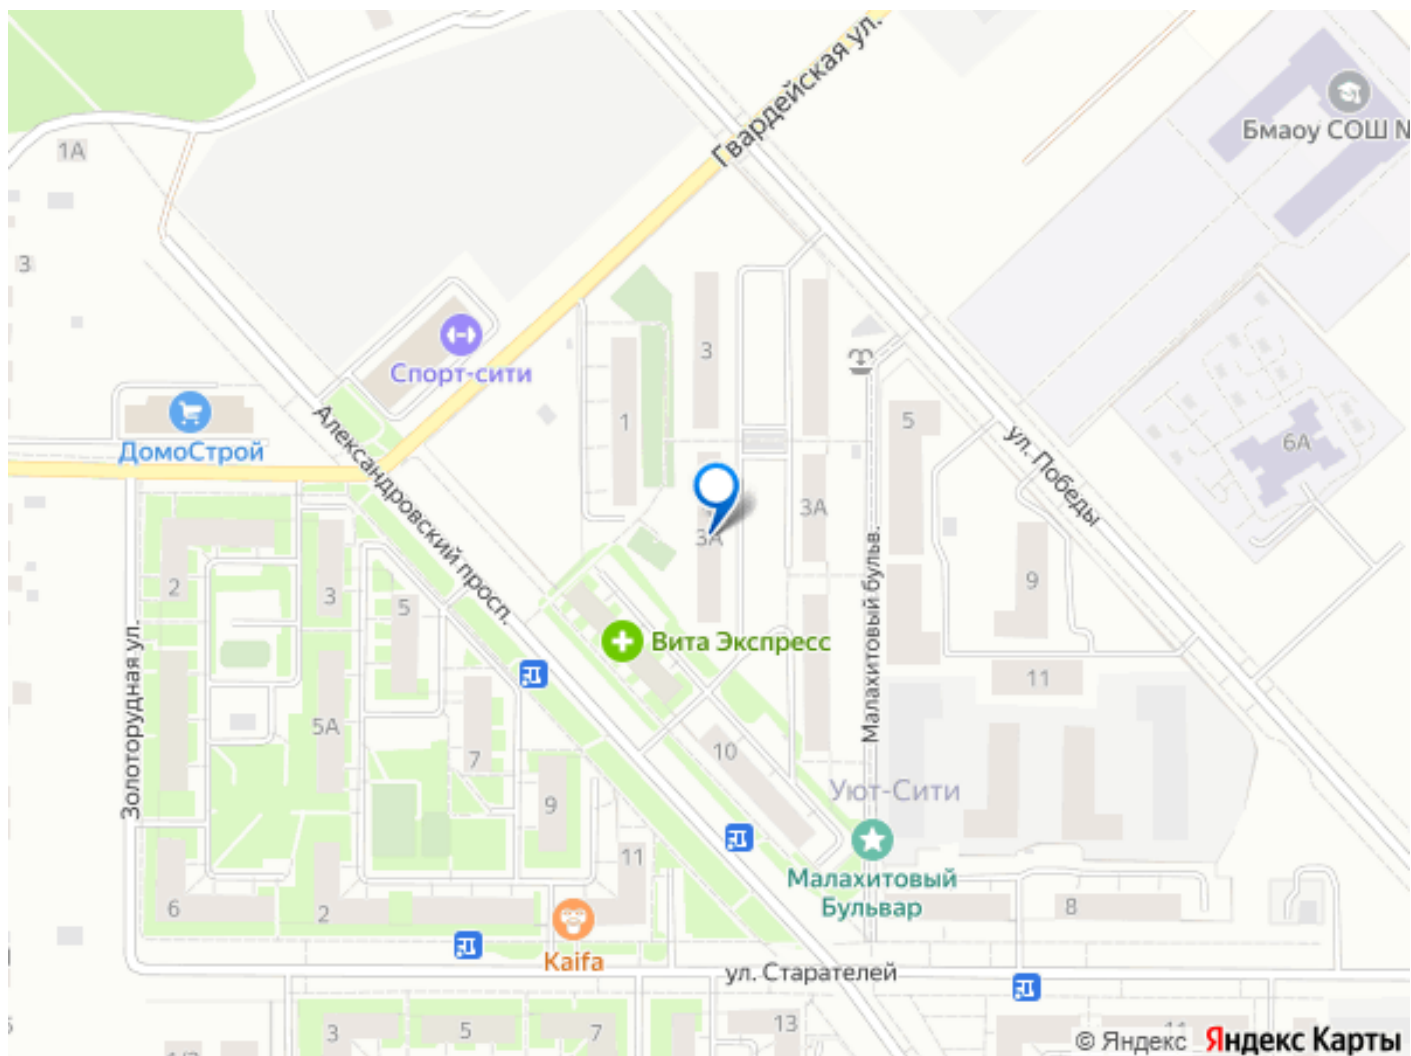 Гвардейская ул.
Бмаоу СОШ N
1А
3
Спорт-сити
3
1
5
ДомоСтрой
Александровский просп.
ул. Победы
6А
3А
3А
2
3
5
9
Малахитовый бульв.
Золоторудная ул.
Вита Экспресс
11
5А
7
10
9
Уют-Сити
11
Малахитовый
Бульвар
6
2
8
Kaifa
ул. Старателей
3
5
7
13
© Яндекс
Яндекс Карты